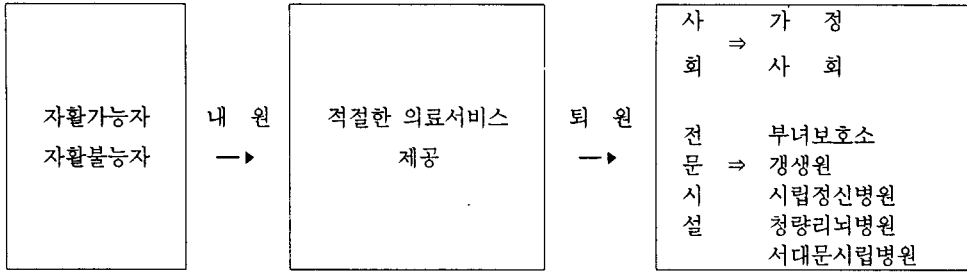 자활가능자
자활불능자
내 원
→
적절한 의료서비스
제공
퇴 원
→
사 가 정
⇒
회 사 회
전 부녀보호소
문 ⇒ 갱생원
시 시립정신병원
설 청량리뇌병원
서대문시립병원